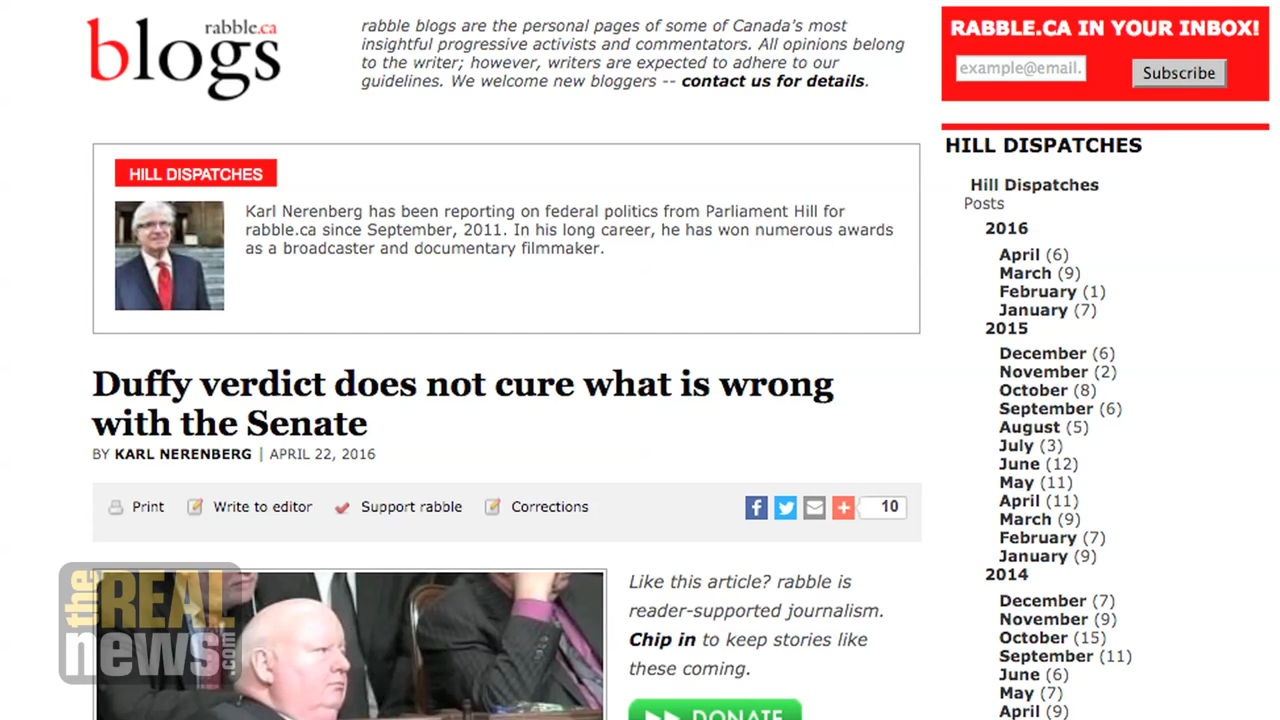 rabble.ca
blogs
rabble blogs are the personal pages of some of Canada's most
insightful progressive activists and commentators. All opinions belong
to the writer; however, writers are expected to adhere to our
guidelines. We welcome new bloggers -- contact us for details.
RABBLE.CA IN YOUR INBOX!
example@email.
Subscribe
HILL DISPATCHES
Karl Nerenberg has been reporting on federal politics from Parliament Hill for
rabble.ca since September, 2011. In his long career, he has won numerous awards
as a broadcaster and documentary filmmaker.
Duffy verdict does not cure what is wrong
with the Senate
BY KARL NERENBERG | APRIL 22, 2016
Print
Write to editor
Support rabble
Corrections
10
Like this article? rabble is
reader-supported journalism.
Chip in to keep stories like
these coming.
DONATE
the REAL
news.com
HILL DISPATCHES
Hill Dispatches
Posts
2016
April (6)
March (9)
February (1)
January (7)
2015
December (6)
November (2)
October (8)
September (6)
August (5)
July (3)
June (12)
May (11)
April (11)
March (9)
February (7)
January (9)
2014
December (7)
November (9)
October (15)
September (11)
June (6)
May (7)
April (9)